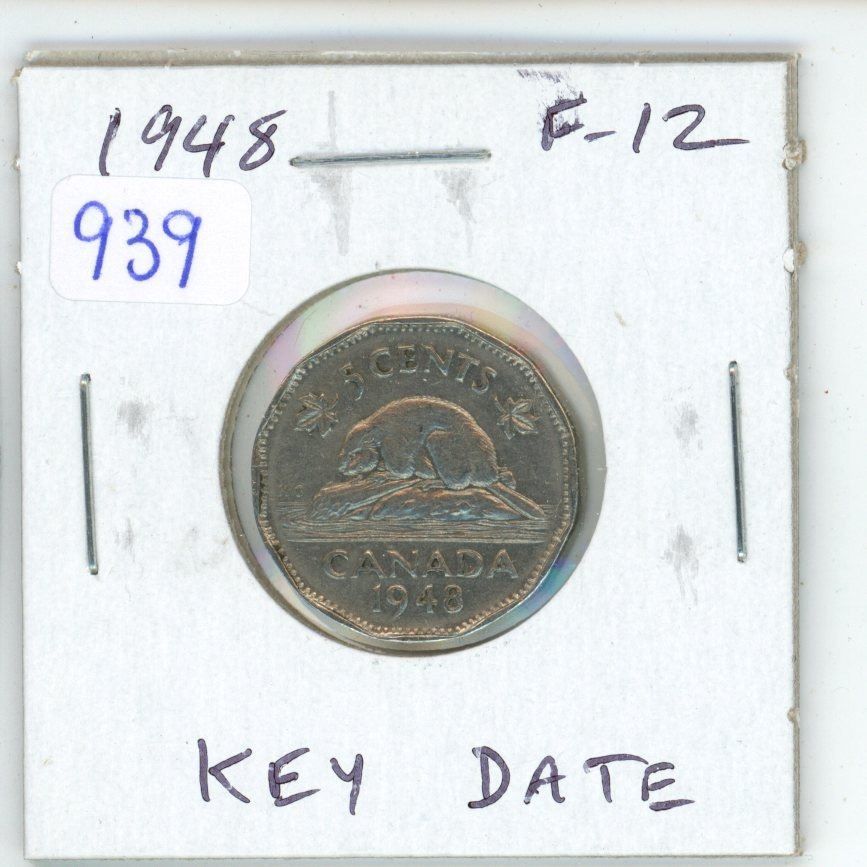 1948 F-12
939
5 CENTS
CANADA
1948
KEY DATE